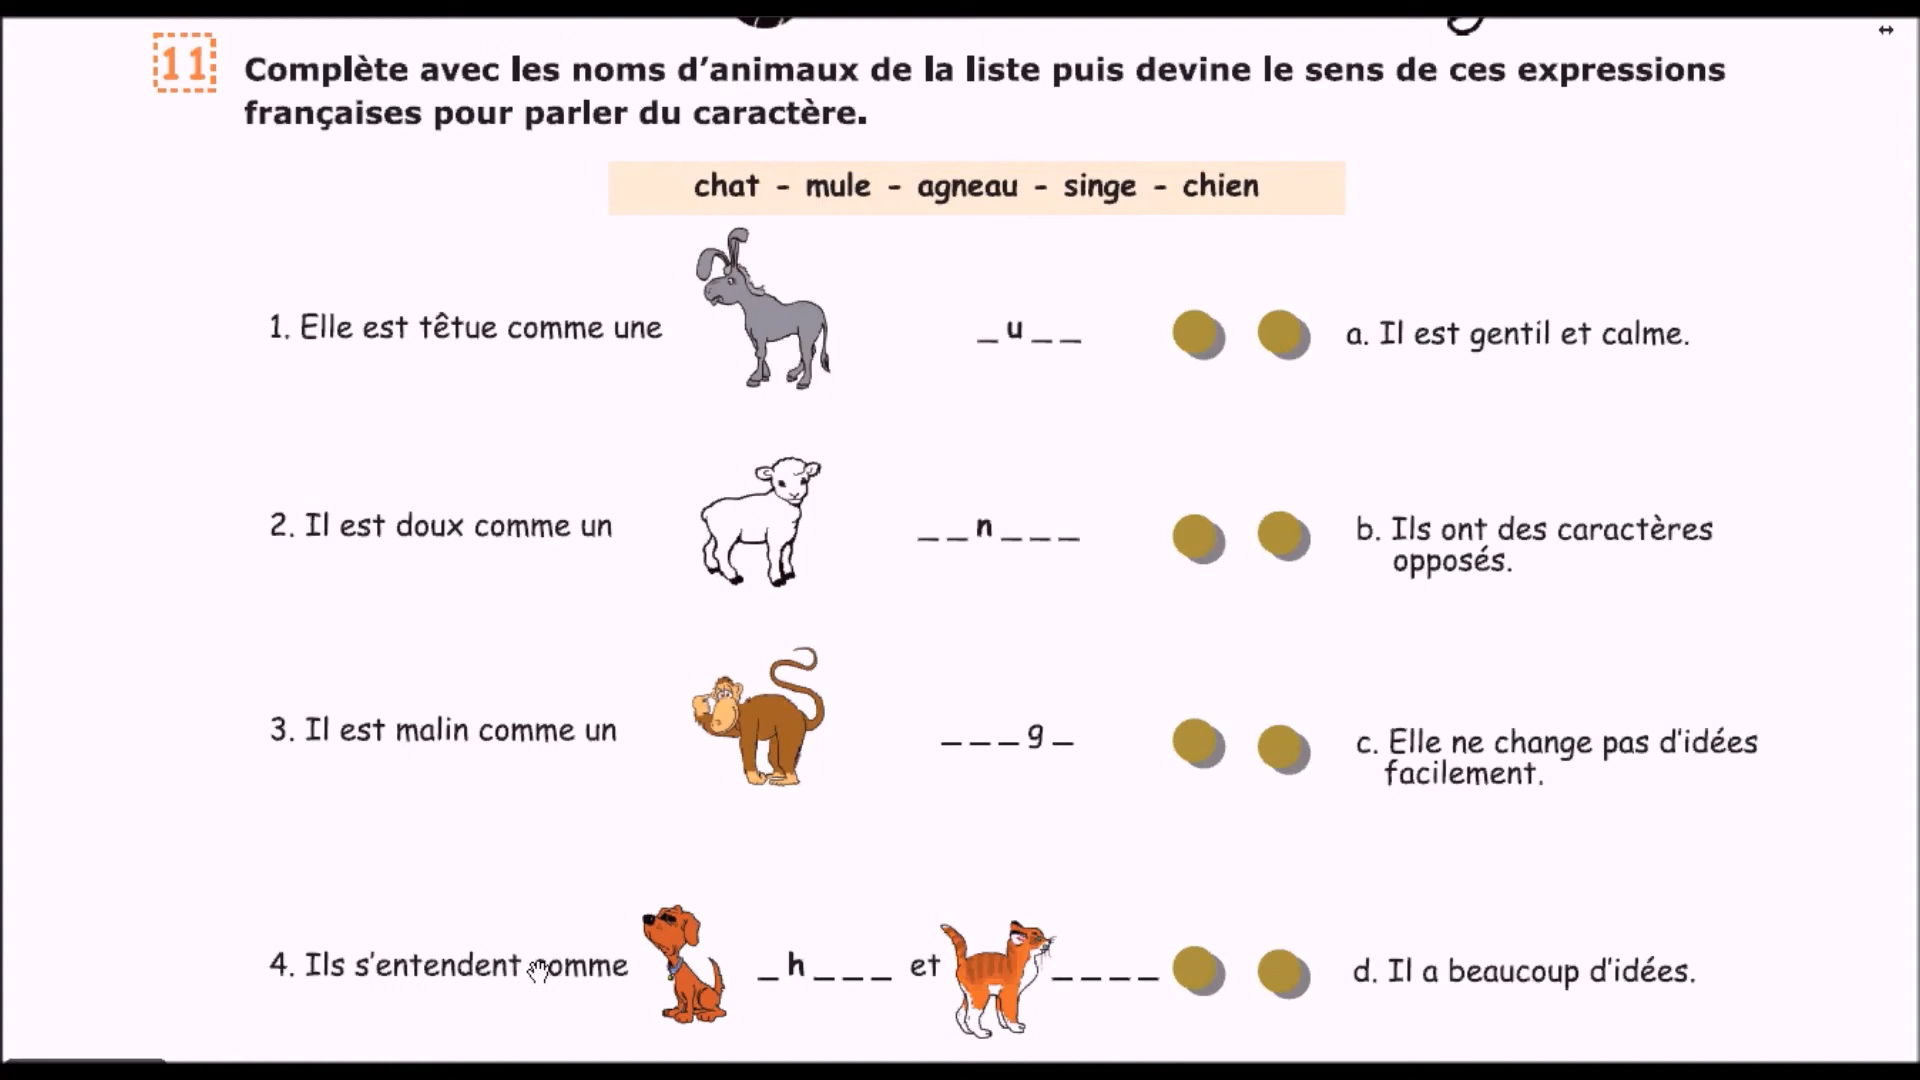 11
Complète avec les noms d’animaux de la liste puis devine le sens de ces expressions
françaises pour parler du caractère.
chat - mule - agneau - singe - chien
1. Elle est têtue comme une _ u _ _
a. Il est gentil et calme.
2. Il est doux comme un _ _ n _ _ _
b. Ils ont des caractères
opposés.
3. Il est malin comme un _ _ _ g _
c. Elle ne change pas d'idées
facilement.
4. Ils s'entendent comme _ h _ _ _ et _ _ _ _
d. Il a beaucoup d'idées.